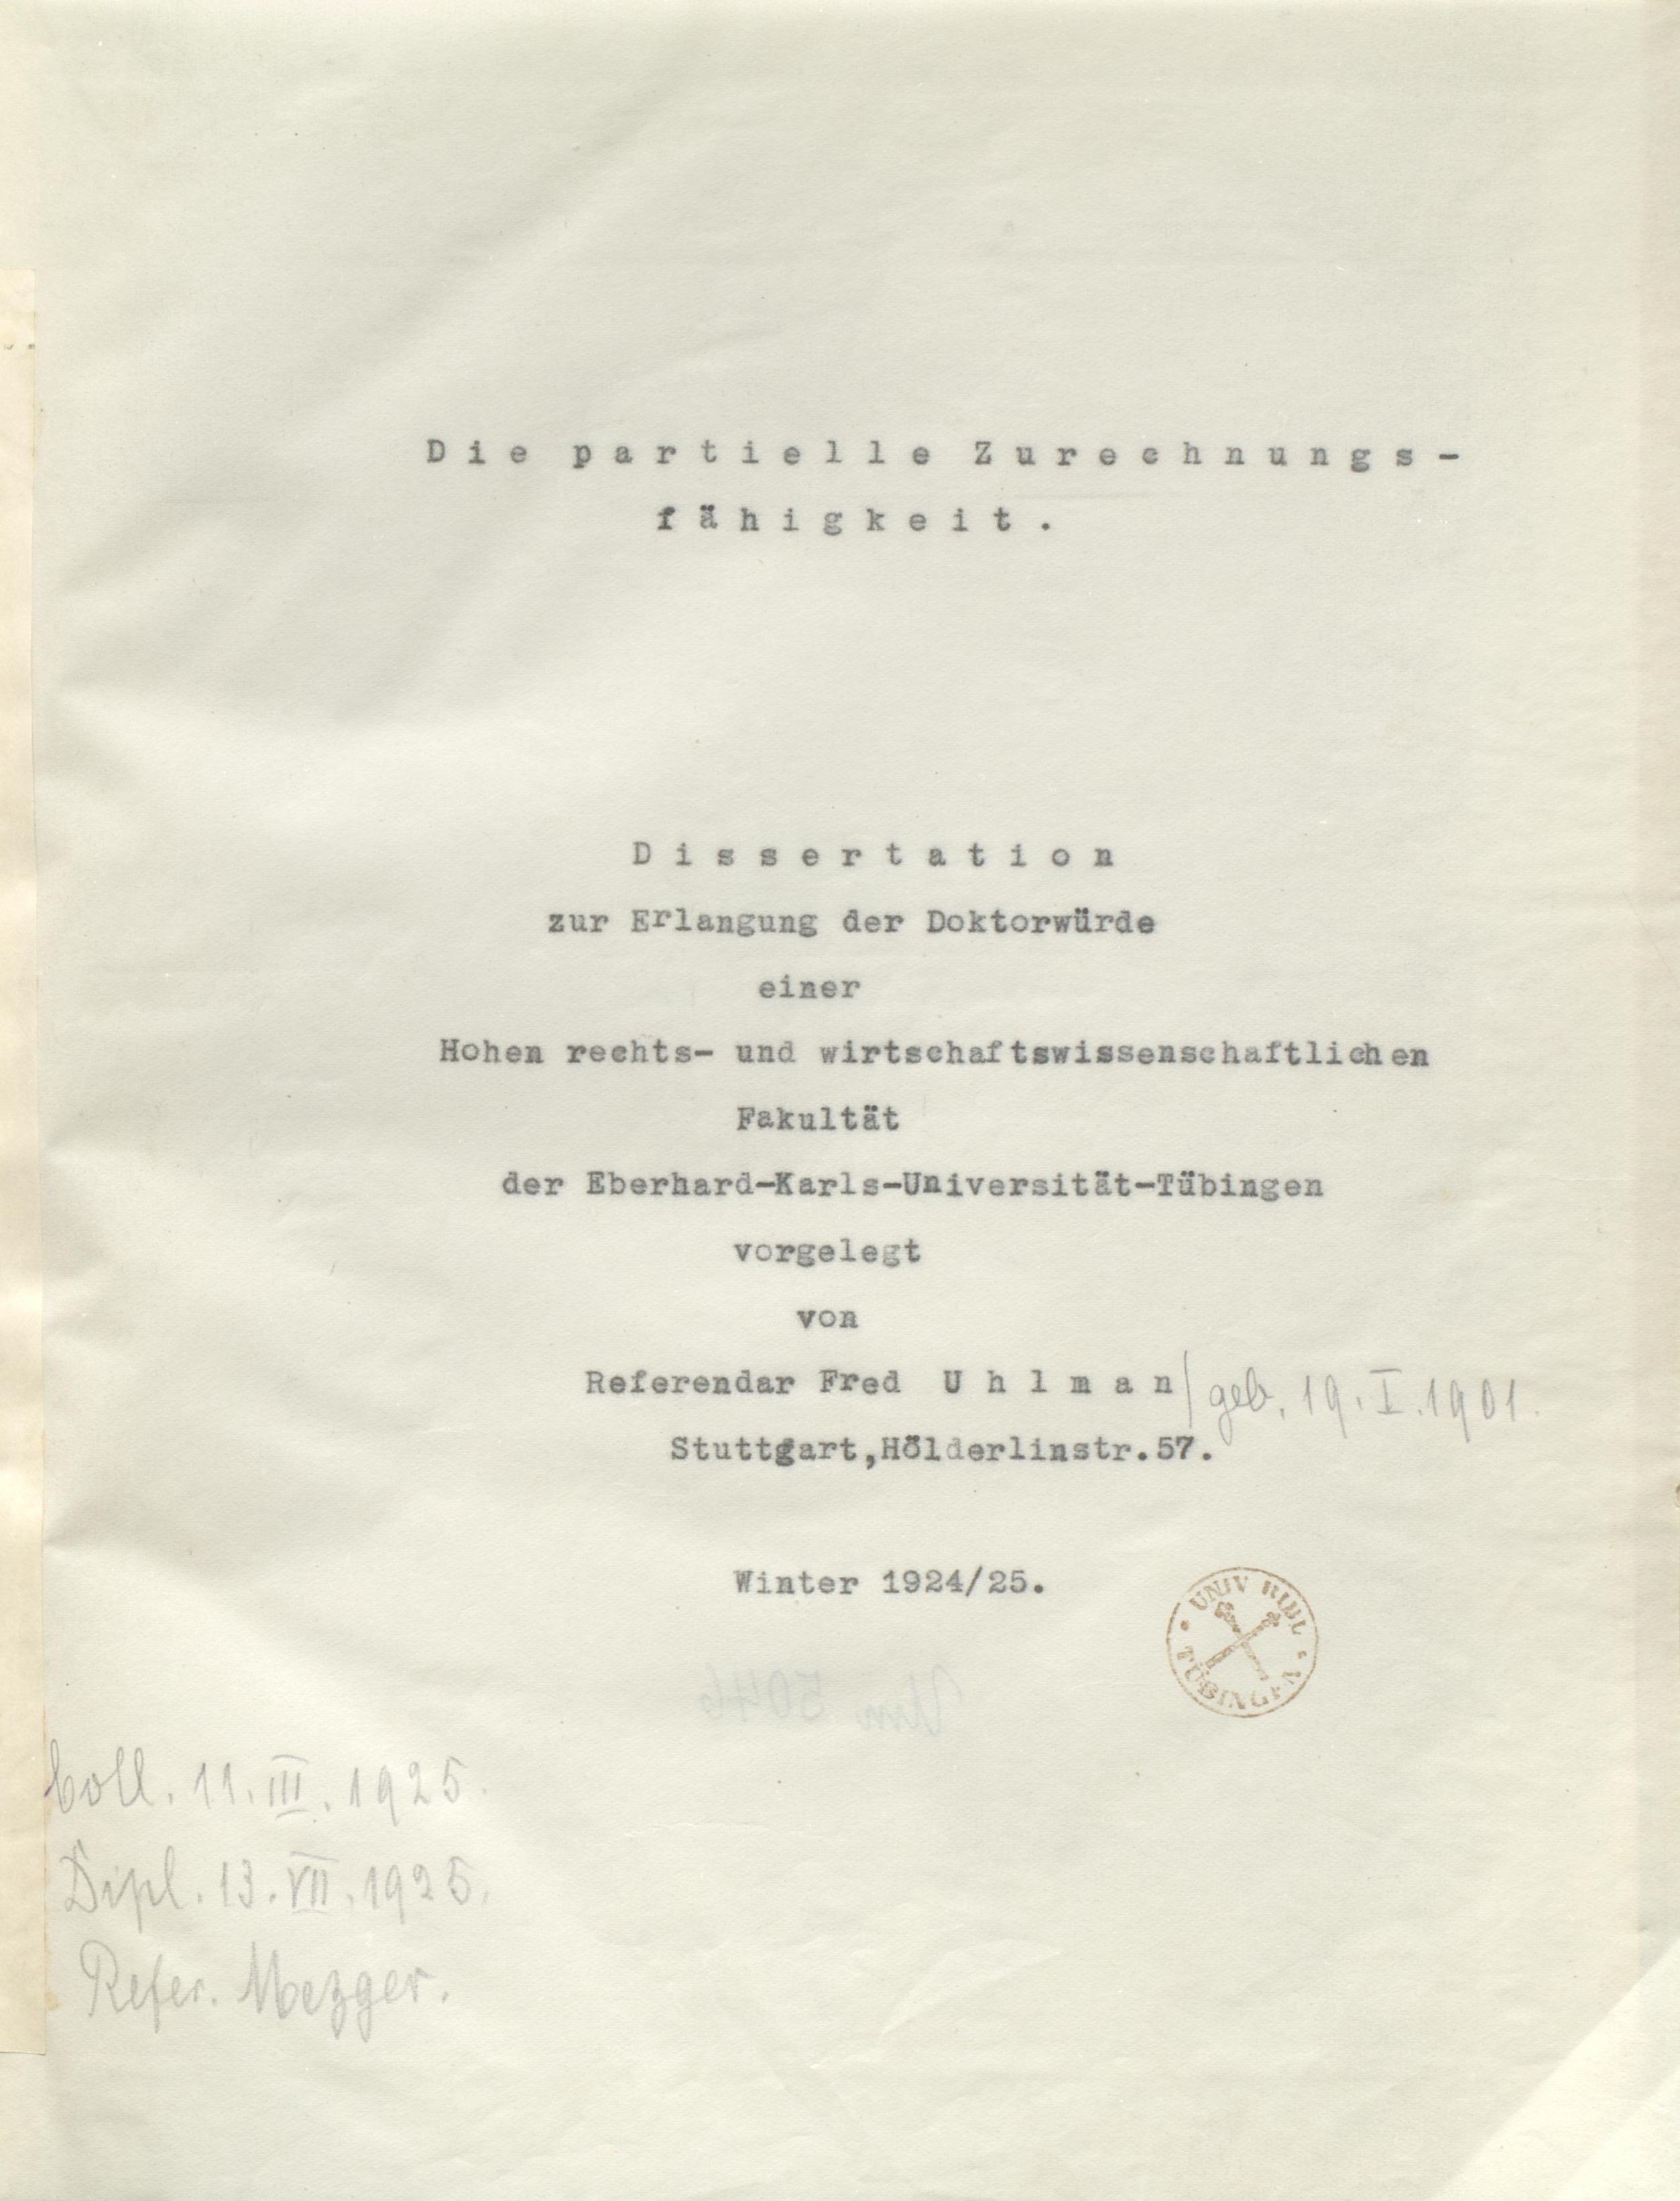 Die partielle Zurechnungs-
fähigkeit.
Dissertation
zur Erlangung der Doktorwürde
einer
Hohen rechts- und wirtschaftswissenschaftlichen
Fakultät
der Eberhard-Karls-Universität-Tübingen
vorgelegt
von
Referendar Fred Uhlman / geb. 19. I. 1901.
Stuttgart,Hölderlinstr.57.
Winter 1924/25.
UNIV BIBL
TÜBINGEN
Coll. 11. III. 1925.
Dipl. 13. VII. 1925.
Refer. Mezger.